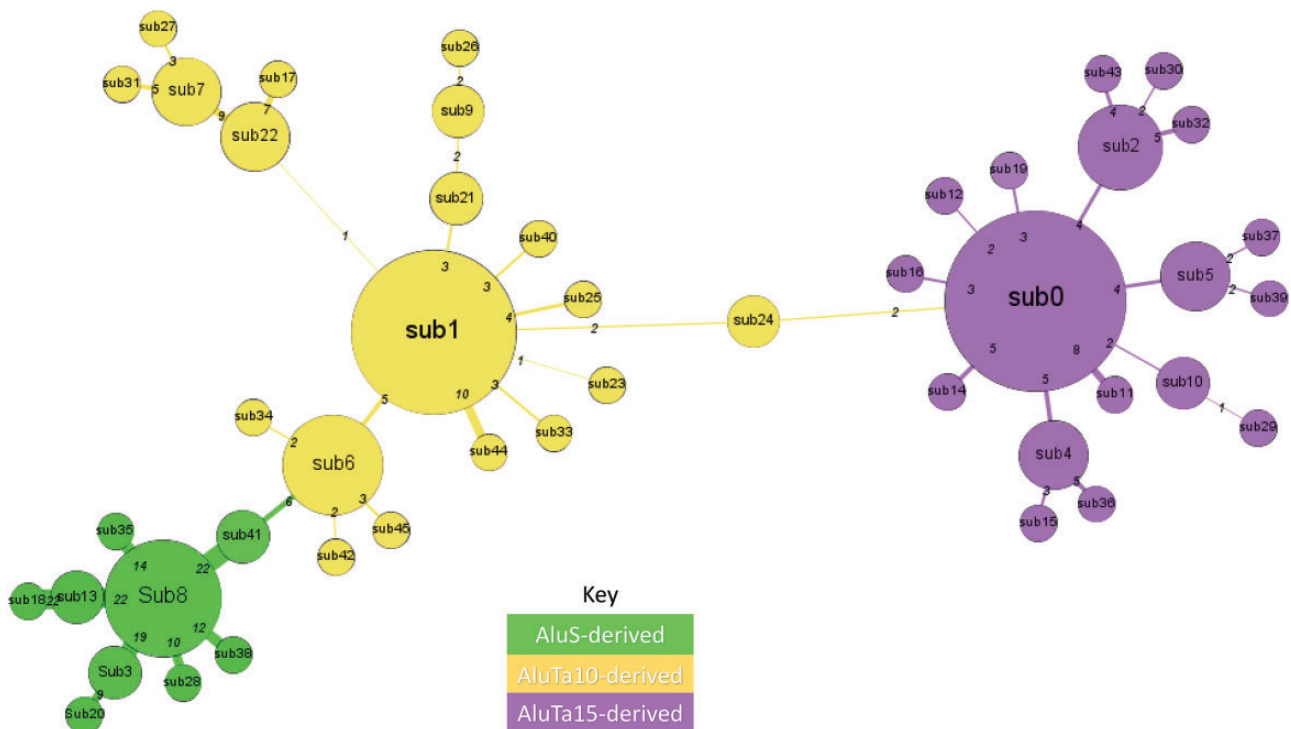 sub27
3
sub31
5
sub7
9
sub17
7
sub22
1
sub26
2
sub9
2
sub21
3
sub40
3
sub25
4
sub1
2
sub24
2
1
sub23
3
sub33
10
sub44
5
sub34
2
sub6
3
sub45
2
sub42
6
sub41
22
sub35
14
Sub8
22
sub13
22
sub18
19
Sub3
9
Sub20
10
sub28
12
sub38
sub43
4
sub30
2
sub32
5
sub2
4
sub19
3
sub12
2
sub16
3
sub0
4
sub5
sub37
2
sub39
2
2
sub10
1
sub29
8
sub11
5
sub14
5
sub4
3
sub15
5
sub36
Key
AluS-derived
AluTa10-derived
AluTa15-derived